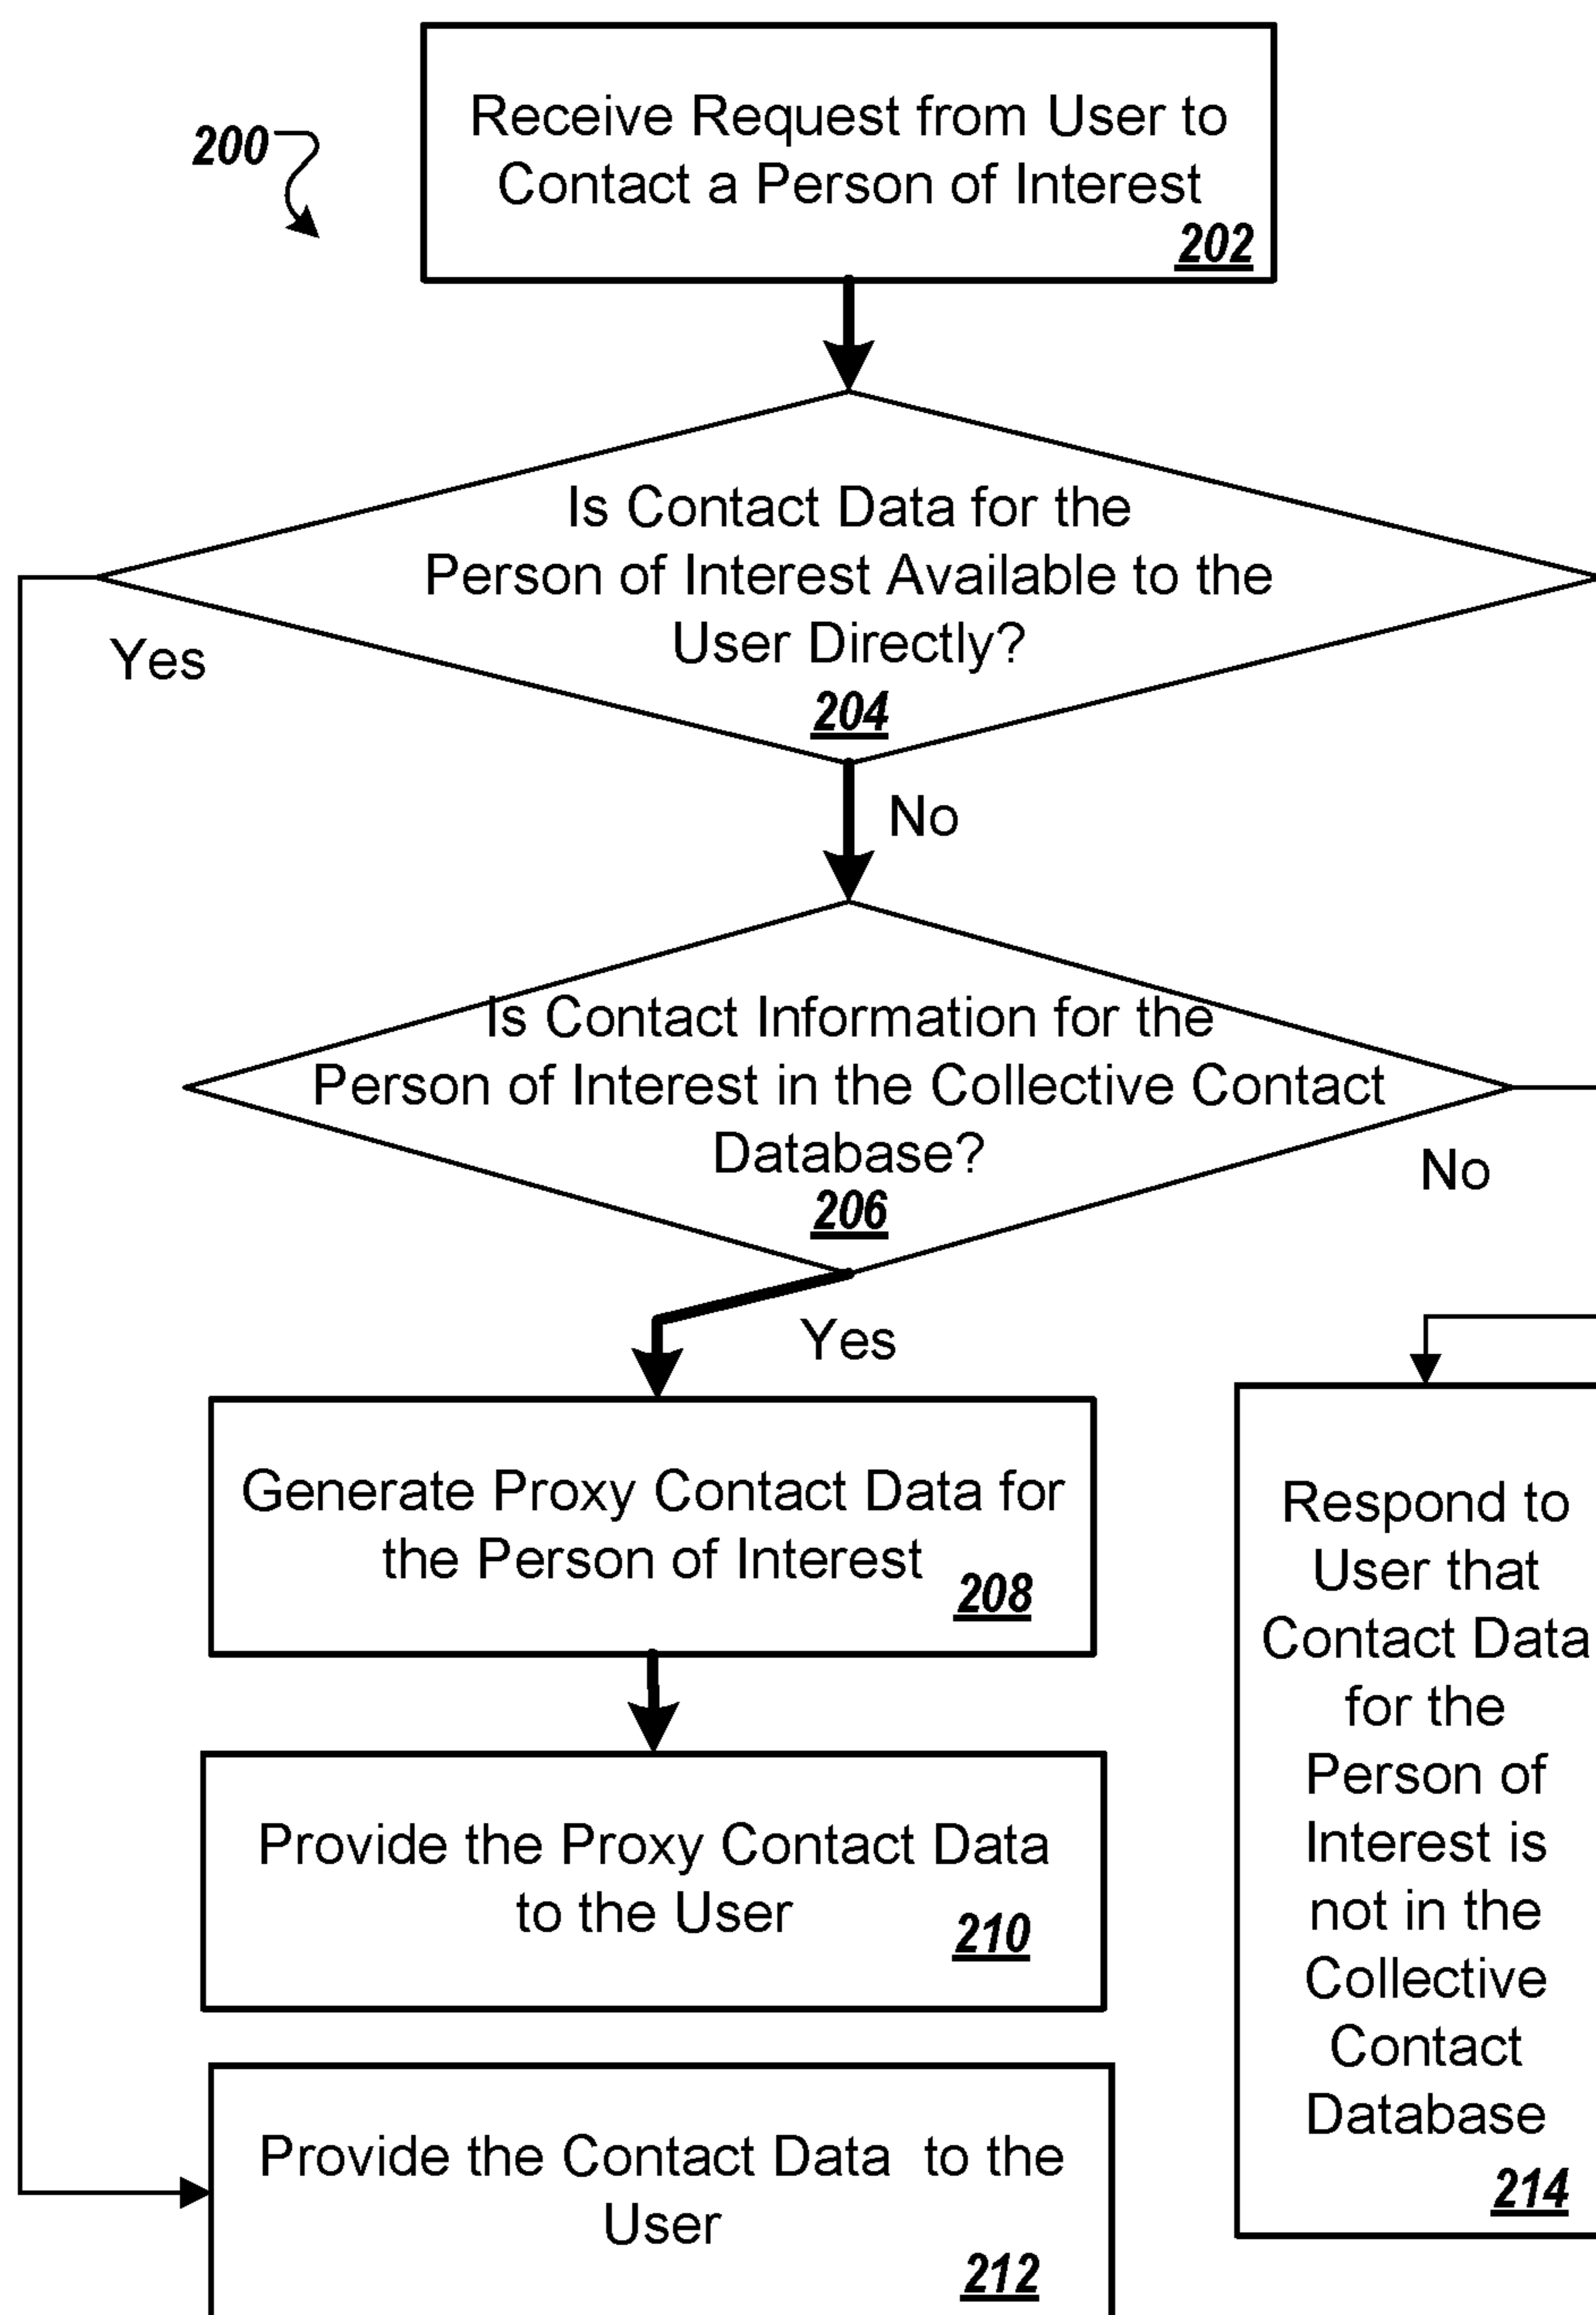 200
Receive Request from User to
Contact a Person of Interest
202
Is Contact Data for the
Person of Interest Available to the
User Directly?
204
Yes
No
Is Contact Information for the
Person of Interest in the Collective Contact
Database?
206
No
Yes
Generate Proxy Contact Data for
the Person of Interest
208
Provide the Proxy Contact Data
to the User
210
Provide the Contact Data to the
User
212
Respond to
User that
Contact Data
for the
Person of
Interest is
not in the
Collective
Contact
Database
214